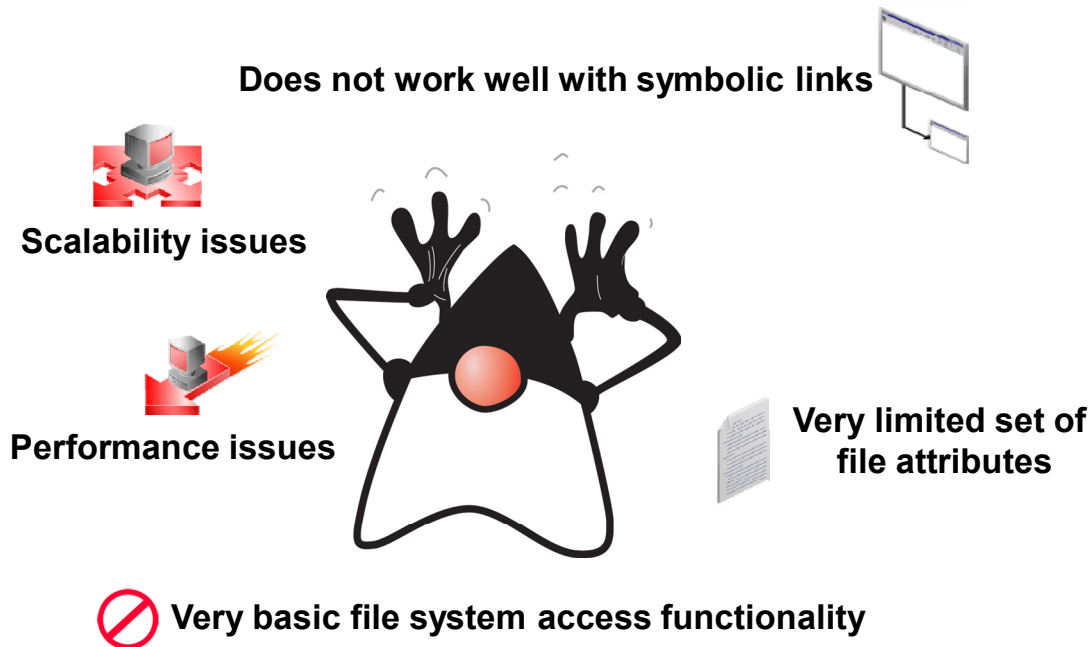 Does not work well with symbolic links
Scalability issues
Performance issues
Very limited set of
file attributes
Very basic file system access functionality